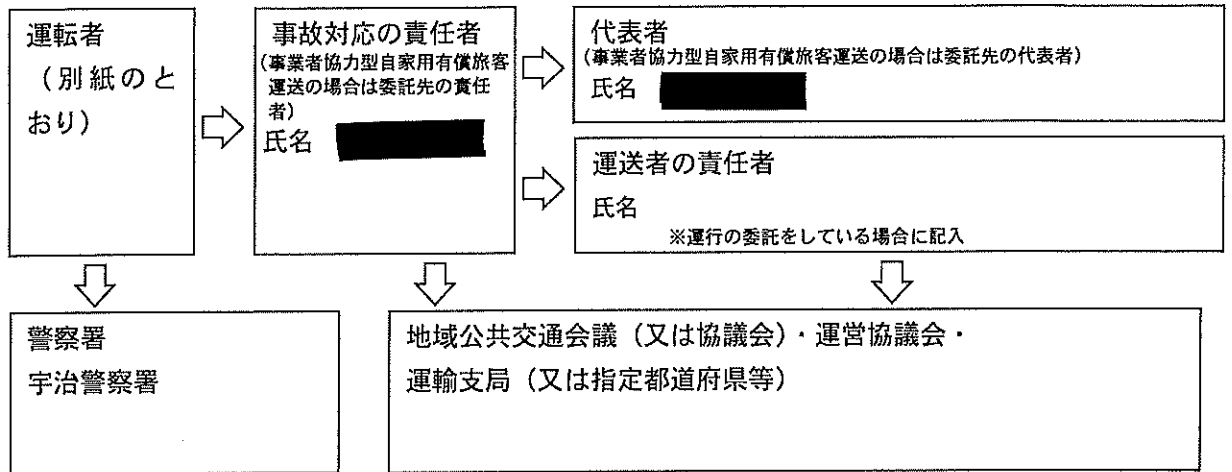 運転者
（別紙のと
おり）
事故対応の責任者
(事業者協力型自家用有償旅客
運送の場合は委託先の責任
者)
氏名
代表者
(事業者協力型自家用有償旅客運送の場合は委託先の代表者)
氏名
運送者の責任者
氏名
※運行の委託をしている場合に記入
警察署
宇治警察署
地域公共交通会議（又は協議会）・運営協議会・
運輸支局（又は指定都道府県等）